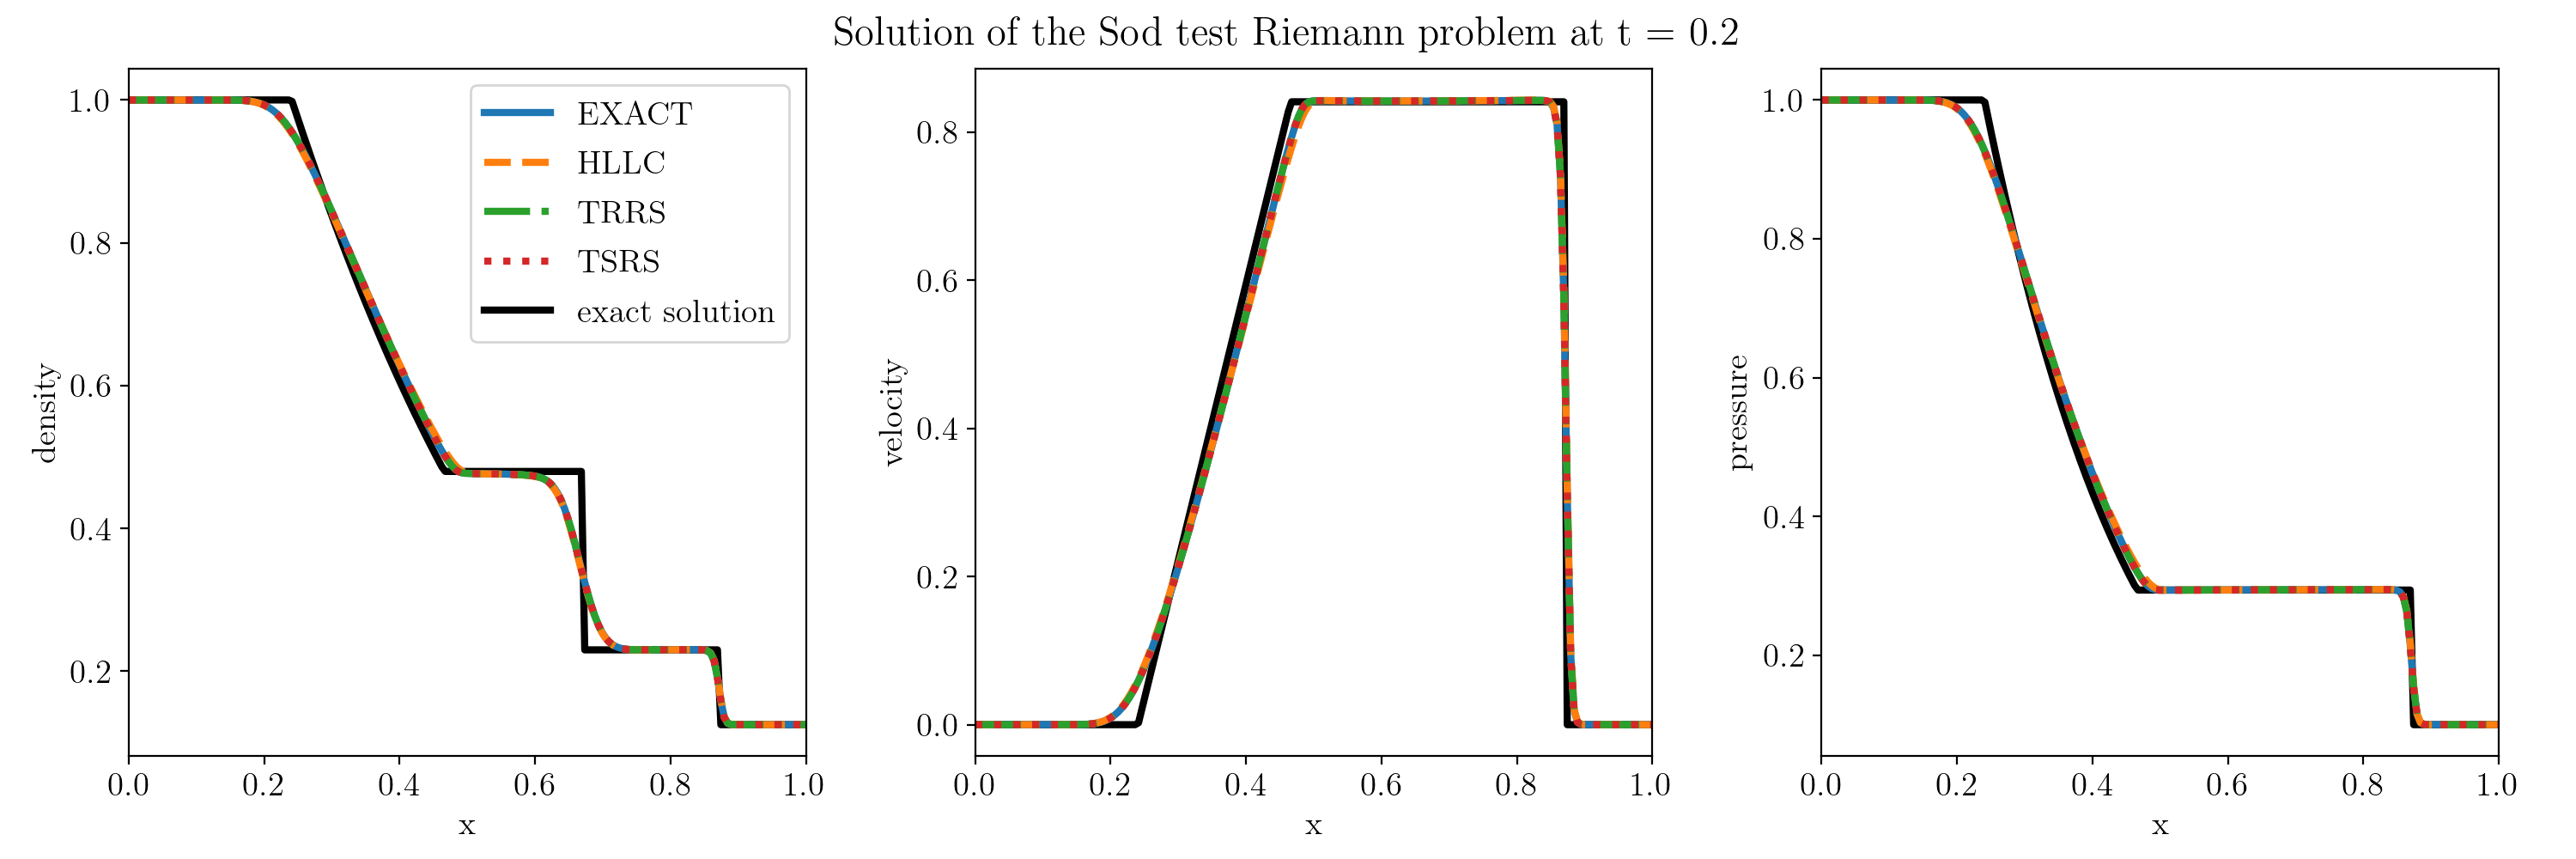 Solution of the Sod test Riemann problem at t = 0.2
density
1.0
0.8
0.6
0.4
0.2
0.0 0.2 0.4 0.6 0.8 1.0
x
EXACT
HLLC
TRRS
TSRS
exact solution
velocity
0.8
0.6
0.4
0.2
0.0
0.0 0.2 0.4 0.6 0.8 1.0
x
pressure
1.0
0.8
0.6
0.4
0.2
0.0 0.2 0.4 0.6 0.8 1.0
x